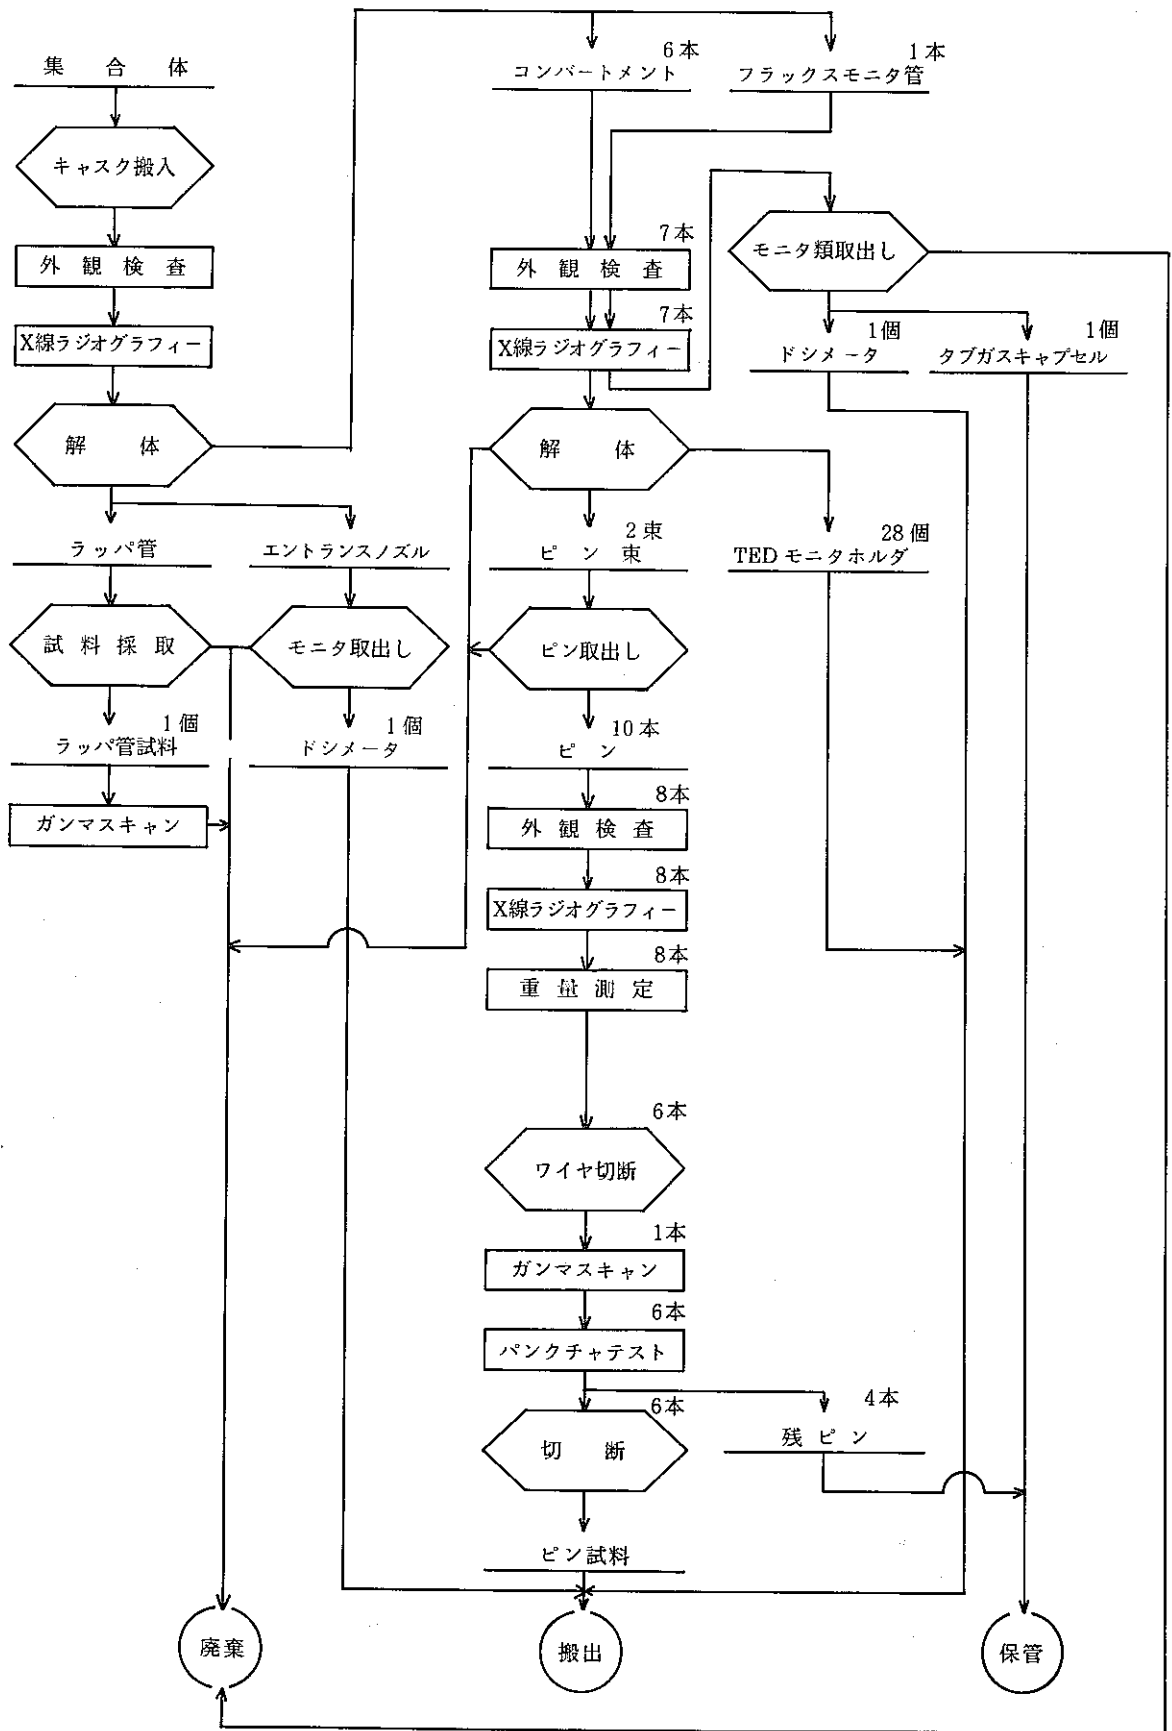 集合体
キャスク搬入
外観検査
X線ラジオグラフィー
解体
ラッパ管
エントランスノズル
試料採取
モニタ取出し
1個
ラッパ管試料
1個
ドシメータ
ガンマスキャン
6本
コンパートメント
1本
フラックスモニタ管
7本
外観検査
7本
X線ラジオグラフィー
モニタ類取出し
1個
ドシメータ
1個
タブガスキャプセル
解体
2束
ピン束
28個
TEDモニタホルダ
ピン取出し
10本
ピン
8本
外観検査
8本
X線ラジオグラフィー
8本
重量測定
6本
ワイヤ切断
1本
ガンマスキャン
6本
パンクチャテスト
6本
切断
4本
残ピン
ピン試料
廃棄
搬出
保管